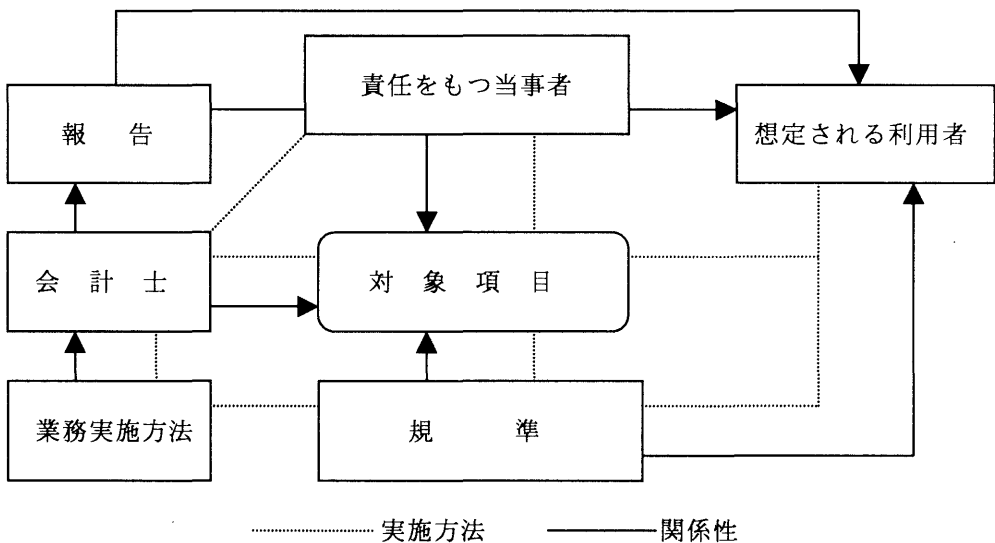 責任をもつ当事者
報告
想定される利用者
会計士
対象項目
業務実施方法
規準
実施方法
関係性